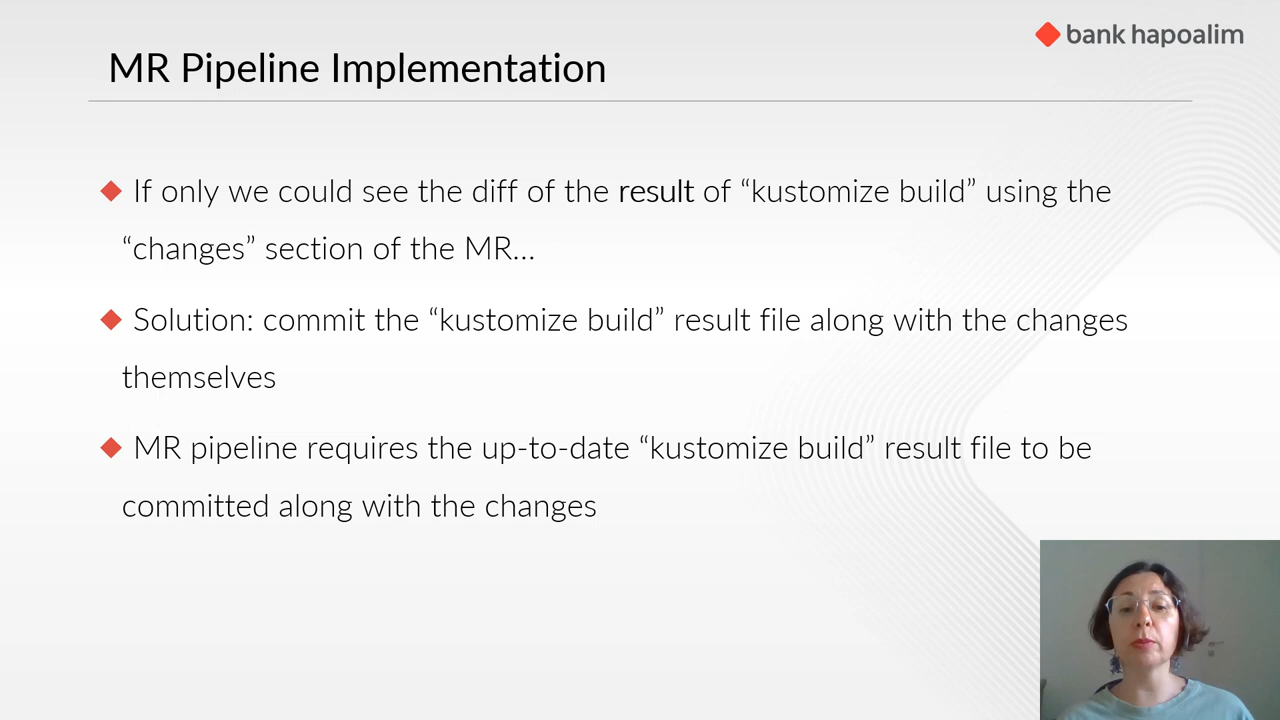 bank hapoalim
MR Pipeline Implementation
If only we could see the diff of the result of “kustomize build” using the
“changes” section of the MR...
Solution: commit the “kustomize build” result file along with the changes
themselves
MR pipeline requires the up-to-date “kustomize build” result file to be
committed along with the changes